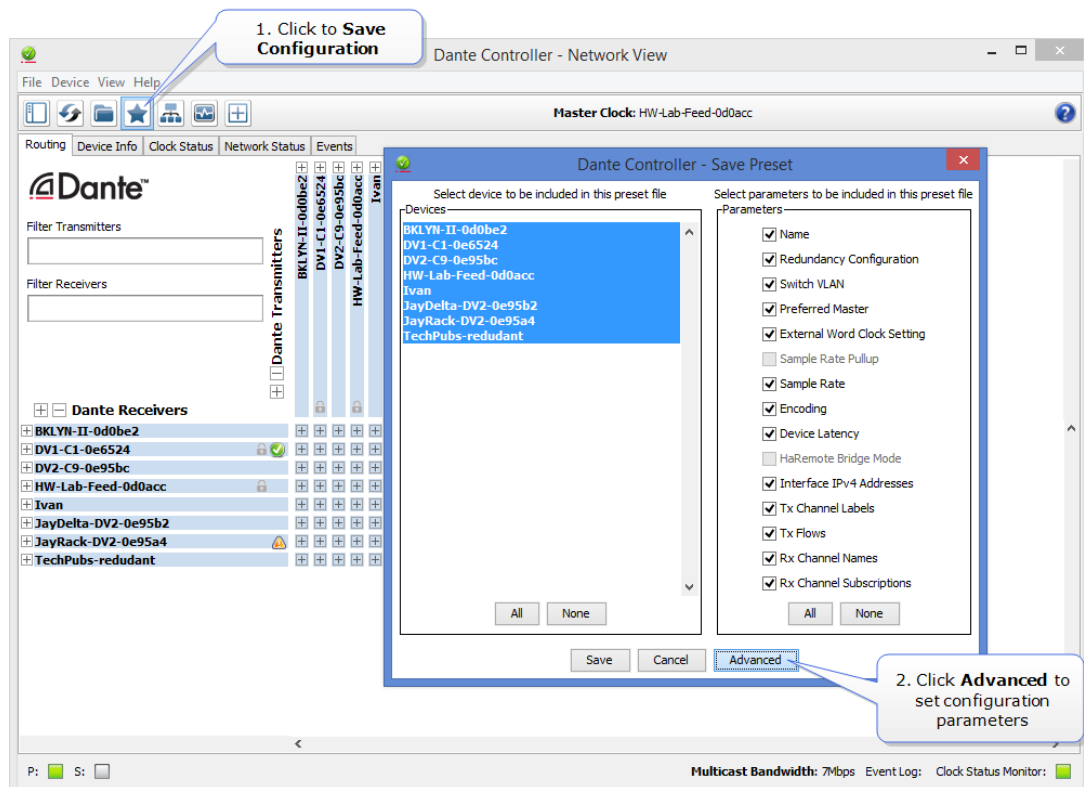 1. Click to Save
Configuration
Dante Controller - Network View
File Device View Help
Master Clock: HW-Lab-Feed-0d0acc
Routing Device Info Clock Status Network Status Events
Dante™
Filter Transmitters
Filter Receivers
Dante Transmitters
BKLYN-II-0d0be2
DV1-C1-0e6524
DV2-C9-0e95bc
HW-Lab-Feed-0d0acc
Ivan
Dante Receivers
BKLYN-II-0d0be2
DV1-C1-0e6524
DV2-C9-0e95bc
HW-Lab-Feed-0d0acc
Ivan
JayDelta-DV2-0e95b2
JayRack-DV2-0e95a4
TechPubs-redudant
Dante Controller - Save Preset
Select device to be included in this preset file
Devices
BKLYN-II-0d0be2
DV1-C1-0e6524
DV2-C9-0e95bc
HW-Lab-Feed-0d0acc
Ivan
JayDelta-DV2-0e95b2
JayRack-DV2-0e95a4
TechPubs-redudant
All None
Select parameters to be included in this preset file
Parameters
Name
Redundancy Configuration
Switch VLAN
Preferred Master
External Word Clock Setting
Sample Rate Pullup
Sample Rate
Encoding
Device Latency
HaRemote Bridge Mode
Interface IPv4 Addresses
Tx Channel Labels
Tx Flows
Rx Channel Names
Rx Channel Subscriptions
All None
Save Cancel Advanced
2. Click Advanced to
set configuration
parameters
P: S:
Multicast Bandwidth: 7Mbps Event Log: Clock Status Monitor: